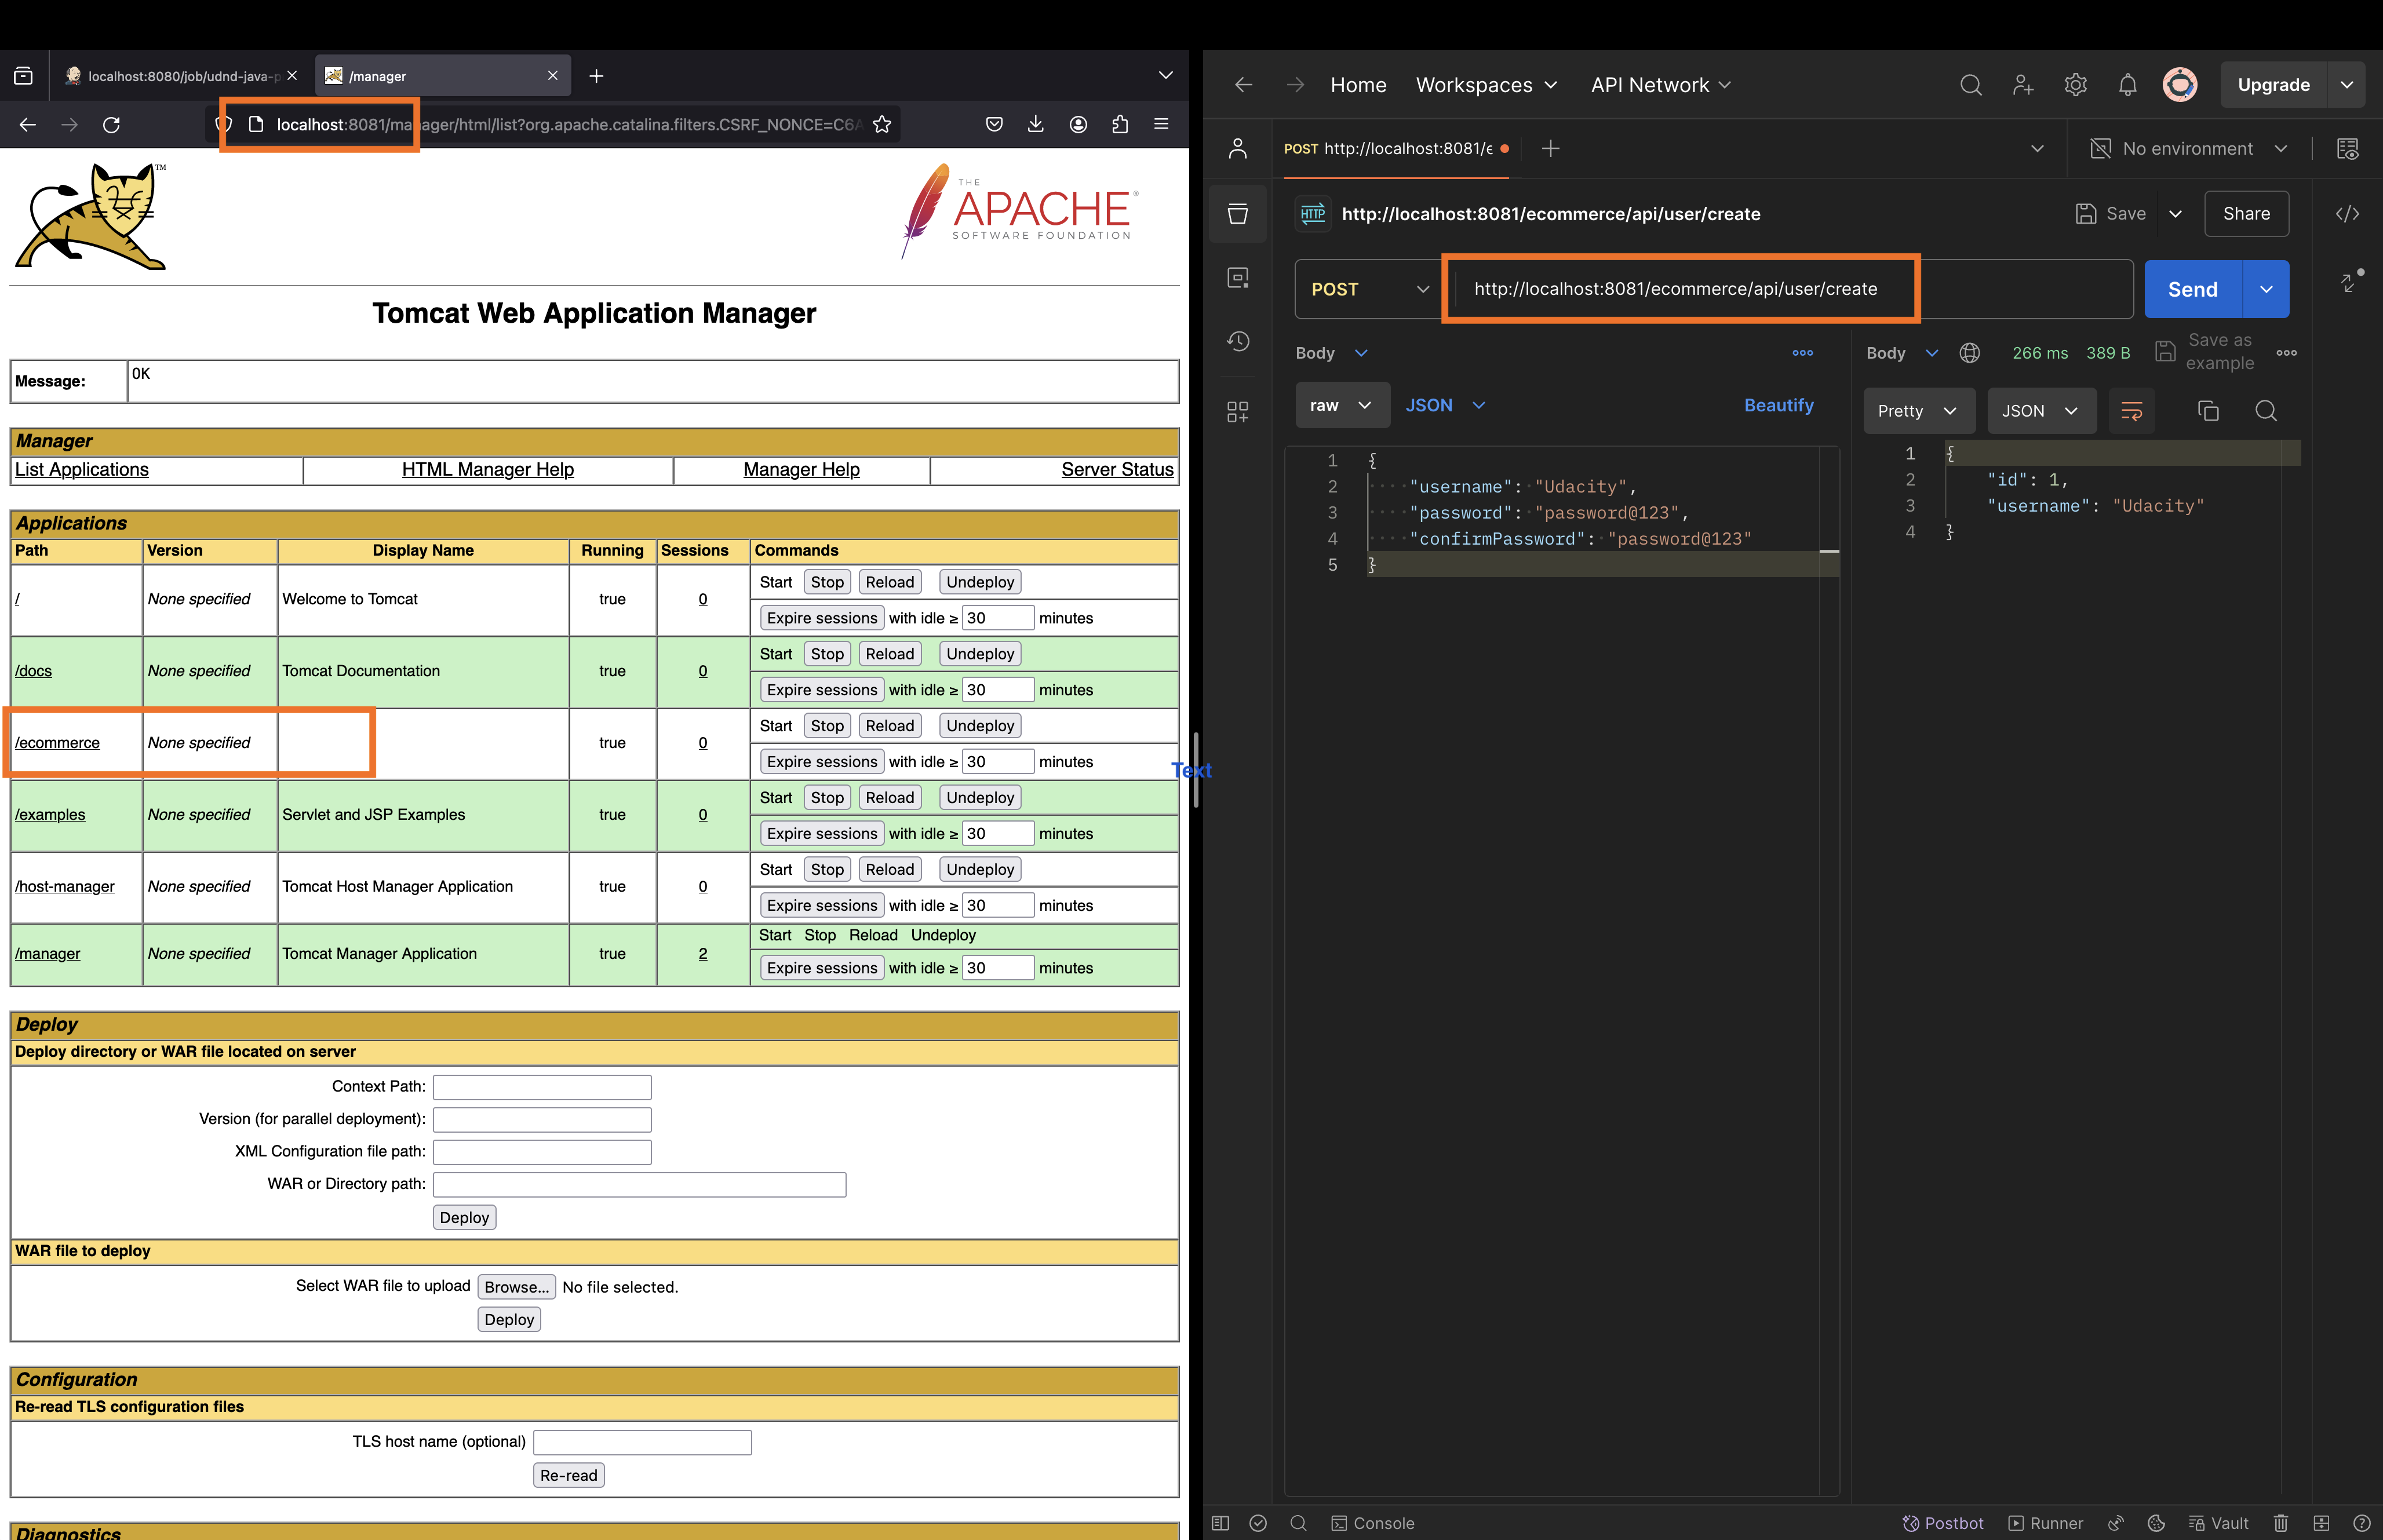 localhost:8080/job/udnd-java-p
/manager
localhost:8081/manager/html/list?org.apache.catalina.filters.CSRF_NONCE=C6A
TM
THE
APACHE®
SOFTWARE FOUNDATION
Tomcat Web Application Manager
Message: OK
Manager
List Applications HTML Manager Help Manager Help Server Status
Applications
Path Version Display Name Running Sessions Commands
/ None specified Welcome to Tomcat true 0 Start Stop Reload Undeploy
Expire sessions with idle ≥ 30 minutes
/docs None specified Tomcat Documentation true 0 Start Stop Reload Undeploy
Expire sessions with idle ≥ 30 minutes
/ecommerce None specified true 0 Start Stop Reload Undeploy
Expire sessions with idle ≥ 30 minutes
/examples None specified Servlet and JSP Examples true 0 Start Stop Reload Undeploy
Expire sessions with idle ≥ 30 minutes
/host-manager None specified Tomcat Host Manager Application true 0 Start Stop Reload Undeploy
Expire sessions with idle ≥ 30 minutes
/manager None specified Tomcat Manager Application true 2 Start Stop Reload Undeploy
Expire sessions with idle ≥ 30 minutes
Deploy
Deploy directory or WAR file located on server
Context Path:
Version (for parallel deployment):
XML Configuration file path:
WAR or Directory path:
Deploy
WAR file to deploy
Select WAR file to upload Browse... No file selected.
Deploy
Configuration
Re-read TLS configuration files
TLS host name (optional)
Re-read
Diagnostics
Text
Home Workspaces API Network Upgrade
POST http://localhost:8081/e No environment
HTTP http://localhost:8081/ecommerce/api/user/create Save Share
POST http://localhost:8081/ecommerce/api/user/create Send
Body
raw JSON Beautify
1 {
2 "username": "Udacity",
3 "password": "password@123",
4 "confirmPassword": "password@123"
5 }
Body 266 ms 389 B Save as example
Pretty JSON
1 {
2 "id": 1,
3 "username": "Udacity"
4 }
Console Postbot Runner Vault